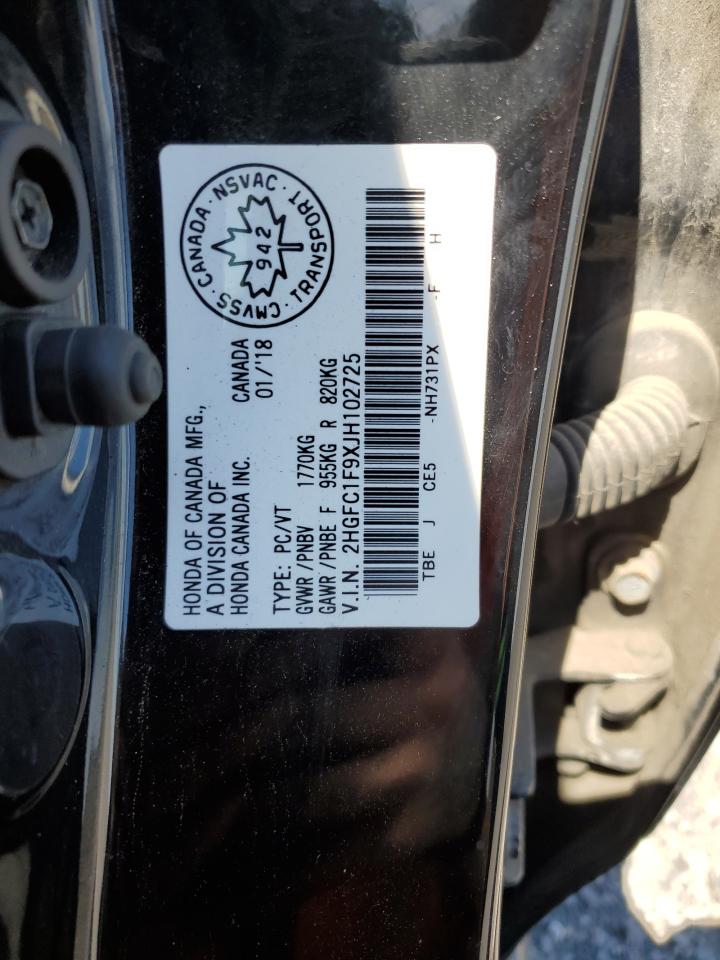 HONDA OF CANADA MFG.,
A DIVISION OF
HONDA CANADA INC.
CANADA
01/'18
CMVSS · CANADA · NSVAC · TRANSPORT ·
942
TYPE: PC/VT
GVWR/PNBV 1770KG
GAWR/PNBE F 955KG R 820KG
V.I.N. 2HGFC1F9XJH102725
TBE J CE5 -NH731PX -F H